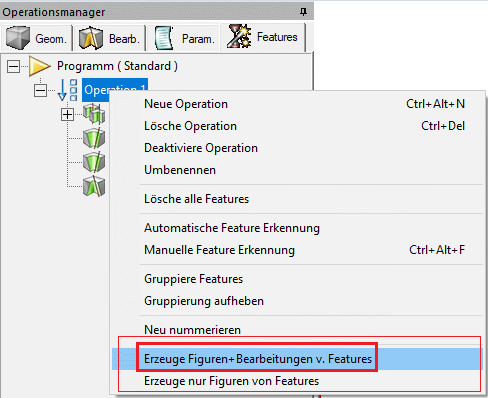 Operationsmanager
Geom. Bearb. Param. Features
Programm ( Standard )
Operation 1
Neue Operation Ctrl+Alt+N
Lösche Operation Ctrl+Del
Deaktiviere Operation
Umbenennen
Lösche alle Features
Automatische Feature Erkennung
Manuelle Feature Erkennung Ctrl+Alt+F
Gruppiere Features
Gruppierung aufheben
Neu nummerieren
Erzeuge Figuren+Bearbeitungen v. Features
Erzeuge nur Figuren von Features